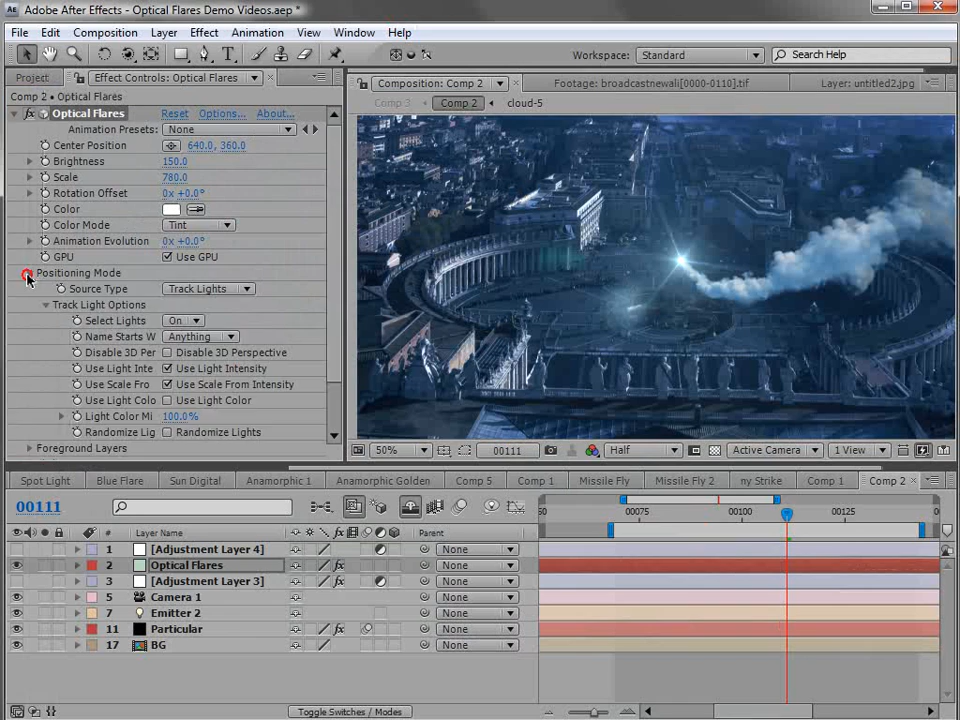 Adobe After Effects - Optical Flares Demo Videos.aep *
File Edit Composition Layer Effect Animation View Window Help
Workspace: Standard Search Help
Project Effect Controls: Optical Flares Composition: Comp 2 Footage: broadcastnewali[0000-0110].tif Layer: untitled2.jpg
Comp 2 • Optical Flares Comp 3 Comp 2 cloud-5
fx Optical Flares Reset Options... About...
Animation Presets: None
Center Position 640.0, 360.0
Brightness 150.0
Scale 780.0
Rotation Offset 0x +0.0°
Color
Color Mode Tint
Animation Evolution 0x +0.0°
GPU Use GPU
Positioning Mode
Source Type Track Lights
Track Light Options
Select Lights On
Name Starts W Anything
Disable 3D Per Disable 3D Perspective
Use Light Inte Use Light Intensity
Use Scale Fro Use Scale From Intensity
Use Light Colo Use Light Color
Light Color Mi 100.0%
Randomize Lig Randomize Lights
Foreground Layers
50% 00111 Half Active Camera 1 View
Spot Light Blue Flare Sun Digital Anamorphic 1 Anamorphic Golden Comp 5 Comp 1 Missile Fly Missile Fly 2 ny Strike Comp 1 Comp 2
00111 50 00075 00100 00125
# Layer Name Parent
1 [Adjustment Layer 4] None
2 Optical Flares fx None
3 [Adjustment Layer 3] None
5 Camera 1 None
7 Emitter 2 None
11 Particular fx None
17 BG None
Toggle Switches / Modes